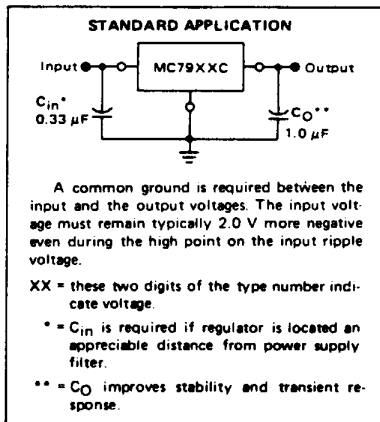 STANDARD APPLICATION
Input MC79XXC Output
Cin*
0.33 μF
CO**
1.0 μF
A common ground is required between the
input and the output voltages. The input volt-
age must remain typically 2.0 V more negative
even during the high point on the input ripple
voltage.
XX = these two digits of the type number indi-
cate voltage.
* = Cin is required if regulator is located an
appreciable distance from power supply
filter.
** = CO improves stability and transient re-
sponse.